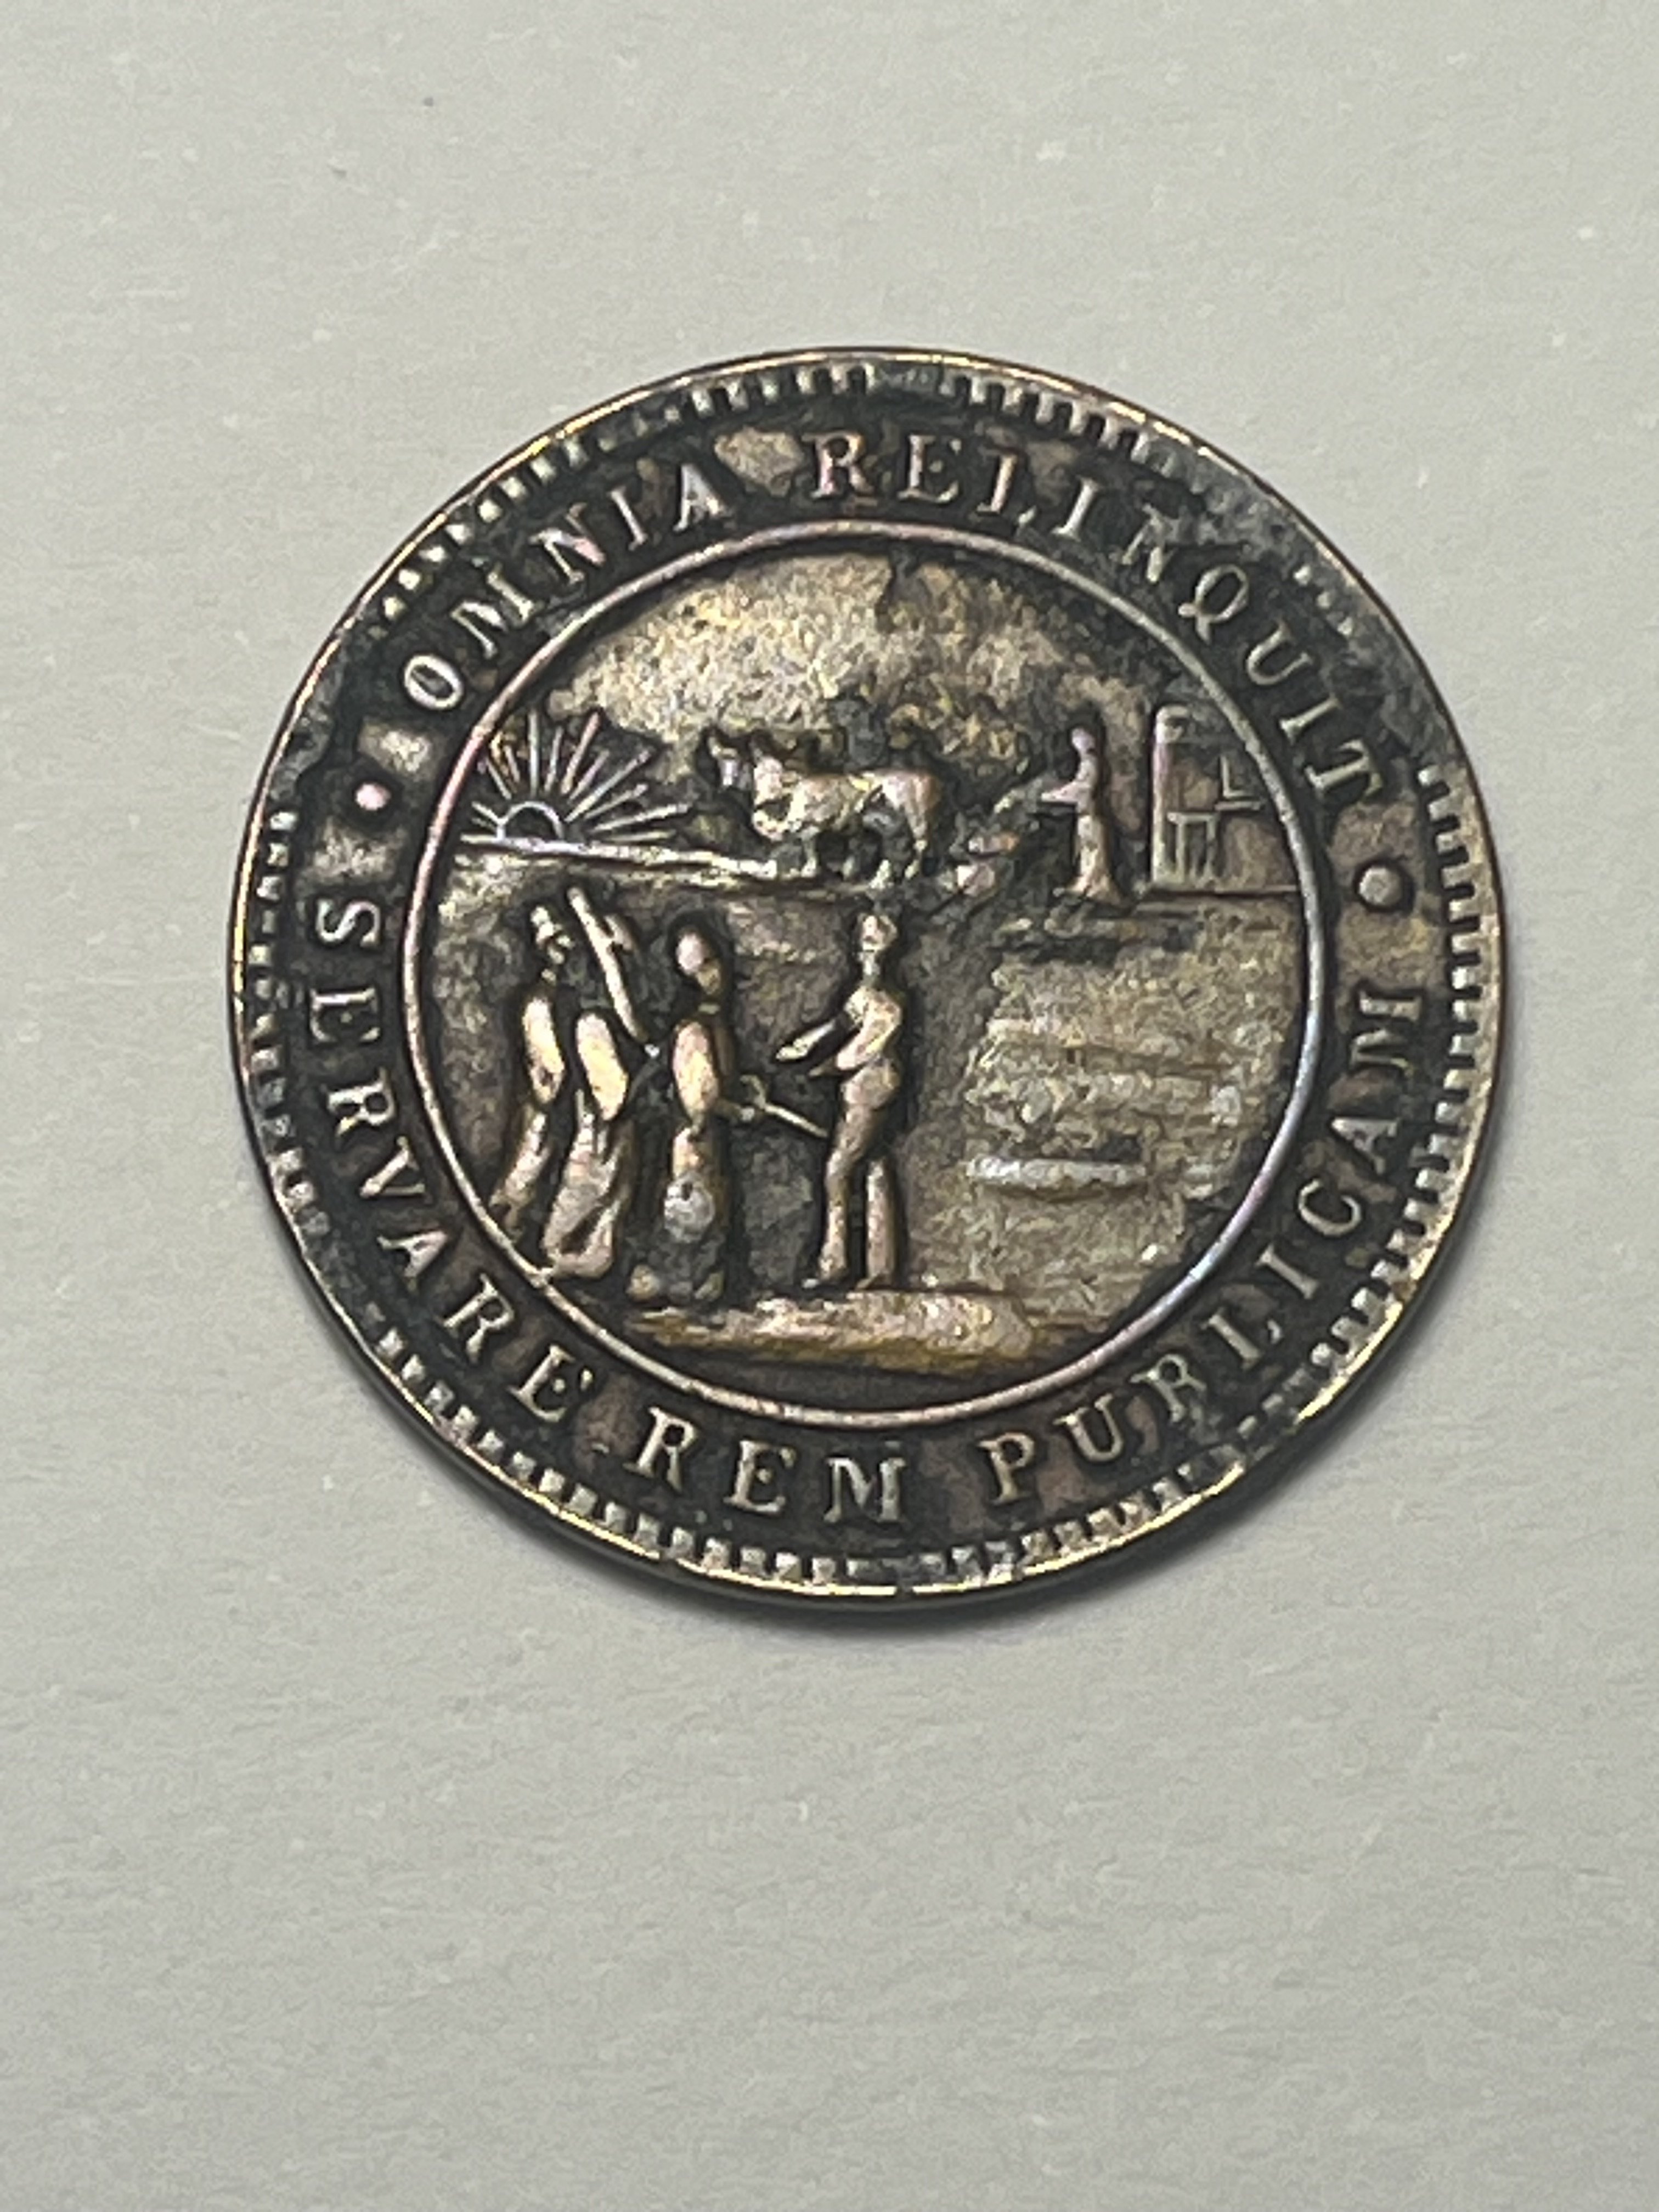 OMNIA RELINQUIT
SERVARE REM PUBLICAM